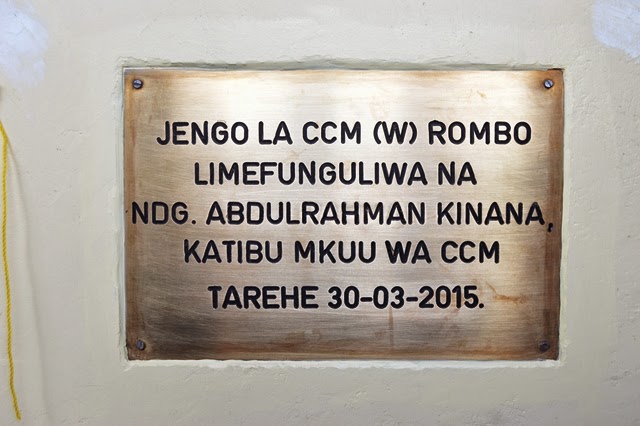 JENGO LA CCM (W) ROMBO
LIMEFUNGULIWA NA
NDG. ABDULRAHMAN KINANA,
KATIBU MKUU WA CCM
TAREHE 30-03-2015.